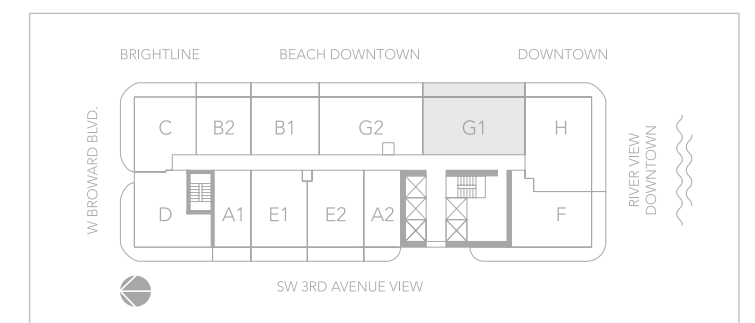 BRIGHTLINE BEACH DOWNTOWN DOWNTOWN
W BROWARD BLVD.
C B2 B1 G2 G1 H
RIVER VIEW
DOWNTOWN
D A1 E1 E2 A2 F
SW 3RD AVENUE VIEW